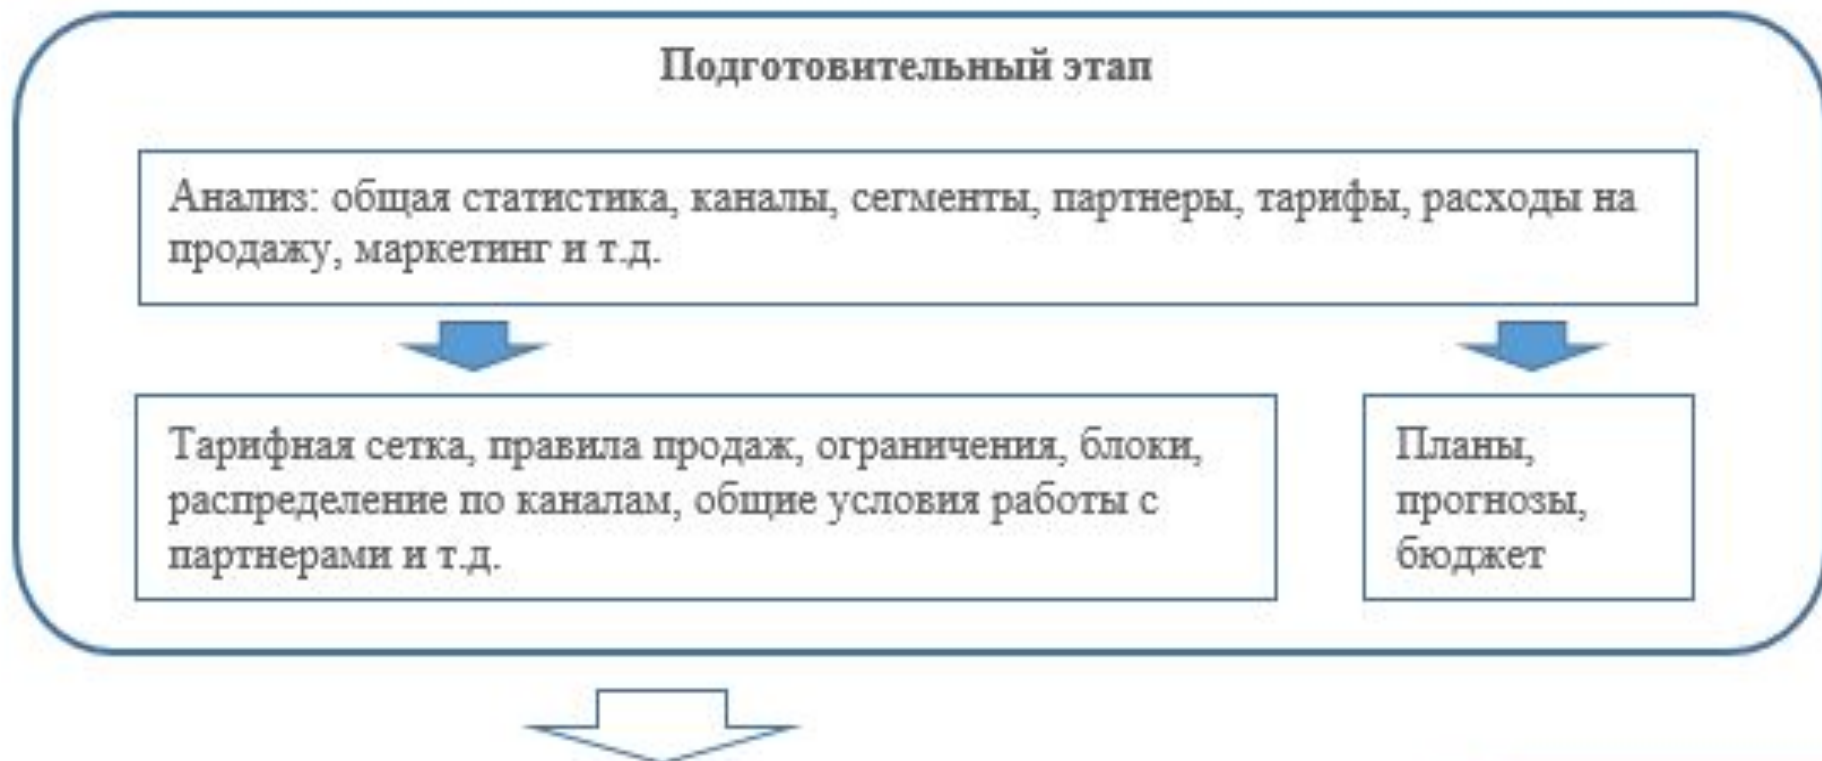 Подготовительный этап
Анализ: общая статистика, каналы, сегменты, партнеры, тарифы, расходы на
продажу, маркетинг и т.д.
Тарифная сетка, правила продаж, ограничения, блоки,
распределение по каналам, общие условия работы с
партнерами и т.д.
Планы,
прогнозы,
бюджет